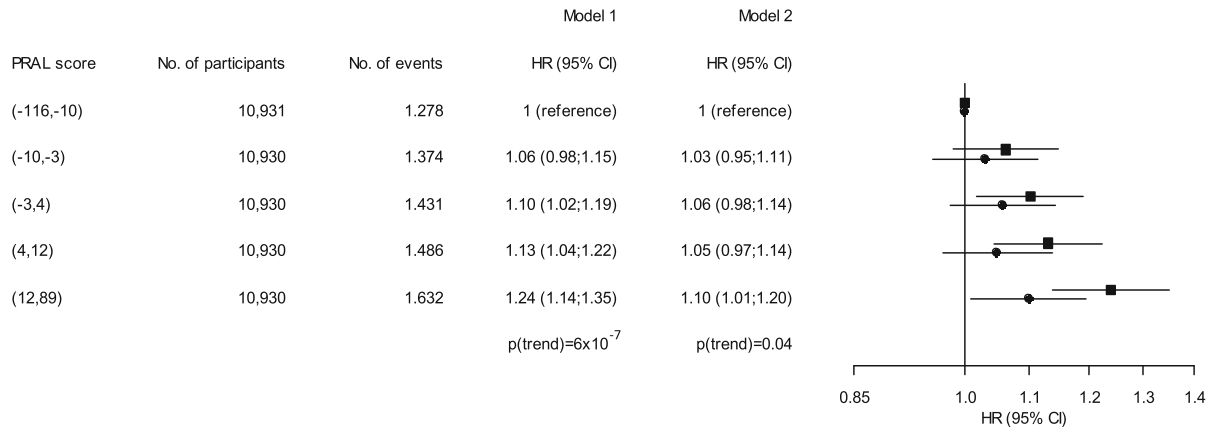 Model 1 Model 2
PRAL score No. of participants No. of events HR (95% CI) HR (95% CI)
(-116,-10) 10,931 1.278 1 (reference) 1 (reference)
(-10,-3) 10,930 1.374 1.06 (0.98;1.15) 1.03 (0.95;1.11)
(-3,4) 10,930 1.431 1.10 (1.02;1.19) 1.06 (0.98;1.14)
(4,12) 10,930 1.486 1.13 (1.04;1.22) 1.05 (0.97;1.14)
(12,89) 10,930 1.632 1.24 (1.14;1.35) 1.10 (1.01;1.20)
p(trend)=6x10⁻⁷ p(trend)=0.04
0.85 1.0 1.1 1.2 1.3 1.4
HR (95% CI)